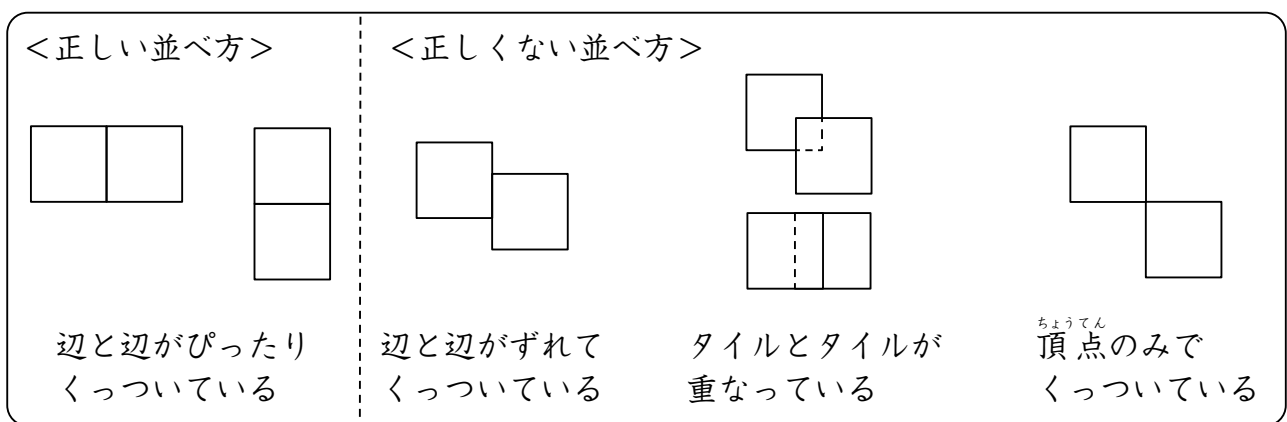 <正しい並べ方>
<正しくない並べ方>
辺と辺がぴったり
くっついている
辺と辺がずれて
くっついている
タイルとタイルが
重なっている
ちょうてん
頂点のみで
くっついている